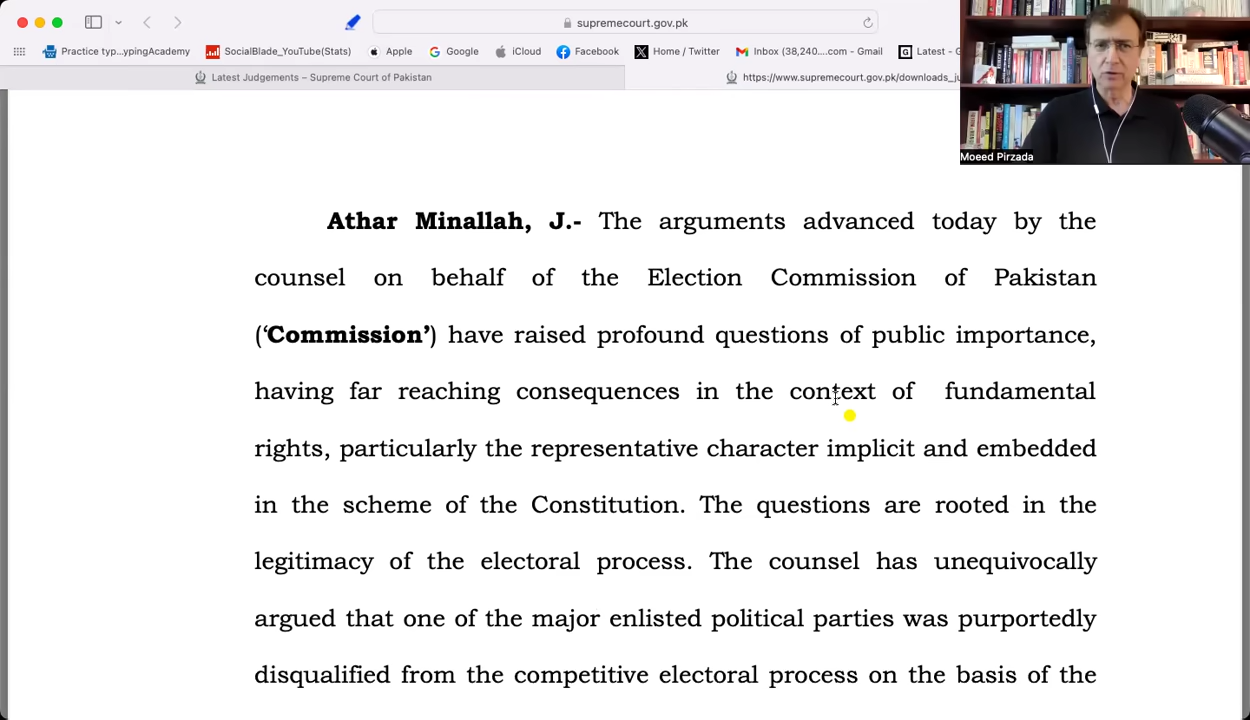 supremecourt.gov.pk
Practice typ...ypingAcademy
SocialBlade_YouTube(Stats)
Apple
Google
iCloud
Facebook
Home / Twitter
Inbox (38,240....com - Gmail
Latest -
Latest Judgements – Supreme Court of Pakistan
https://www.supremecourt.gov.pk/downloads_ju
Moeed Pirzada
Athar Minallah, J.- The arguments advanced today by the
counsel on behalf of the Election Commission of Pakistan
(‘Commission’) have raised profound questions of public importance,
having far reaching consequences in the context of fundamental
rights, particularly the representative character implicit and embedded
in the scheme of the Constitution. The questions are rooted in the
legitimacy of the electoral process. The counsel has unequivocally
argued that one of the major enlisted political parties was purportedly
disqualified from the competitive electoral process on the basis of the